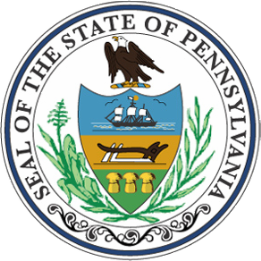 SEAL OF THE STATE OF PENNSYLVANIA